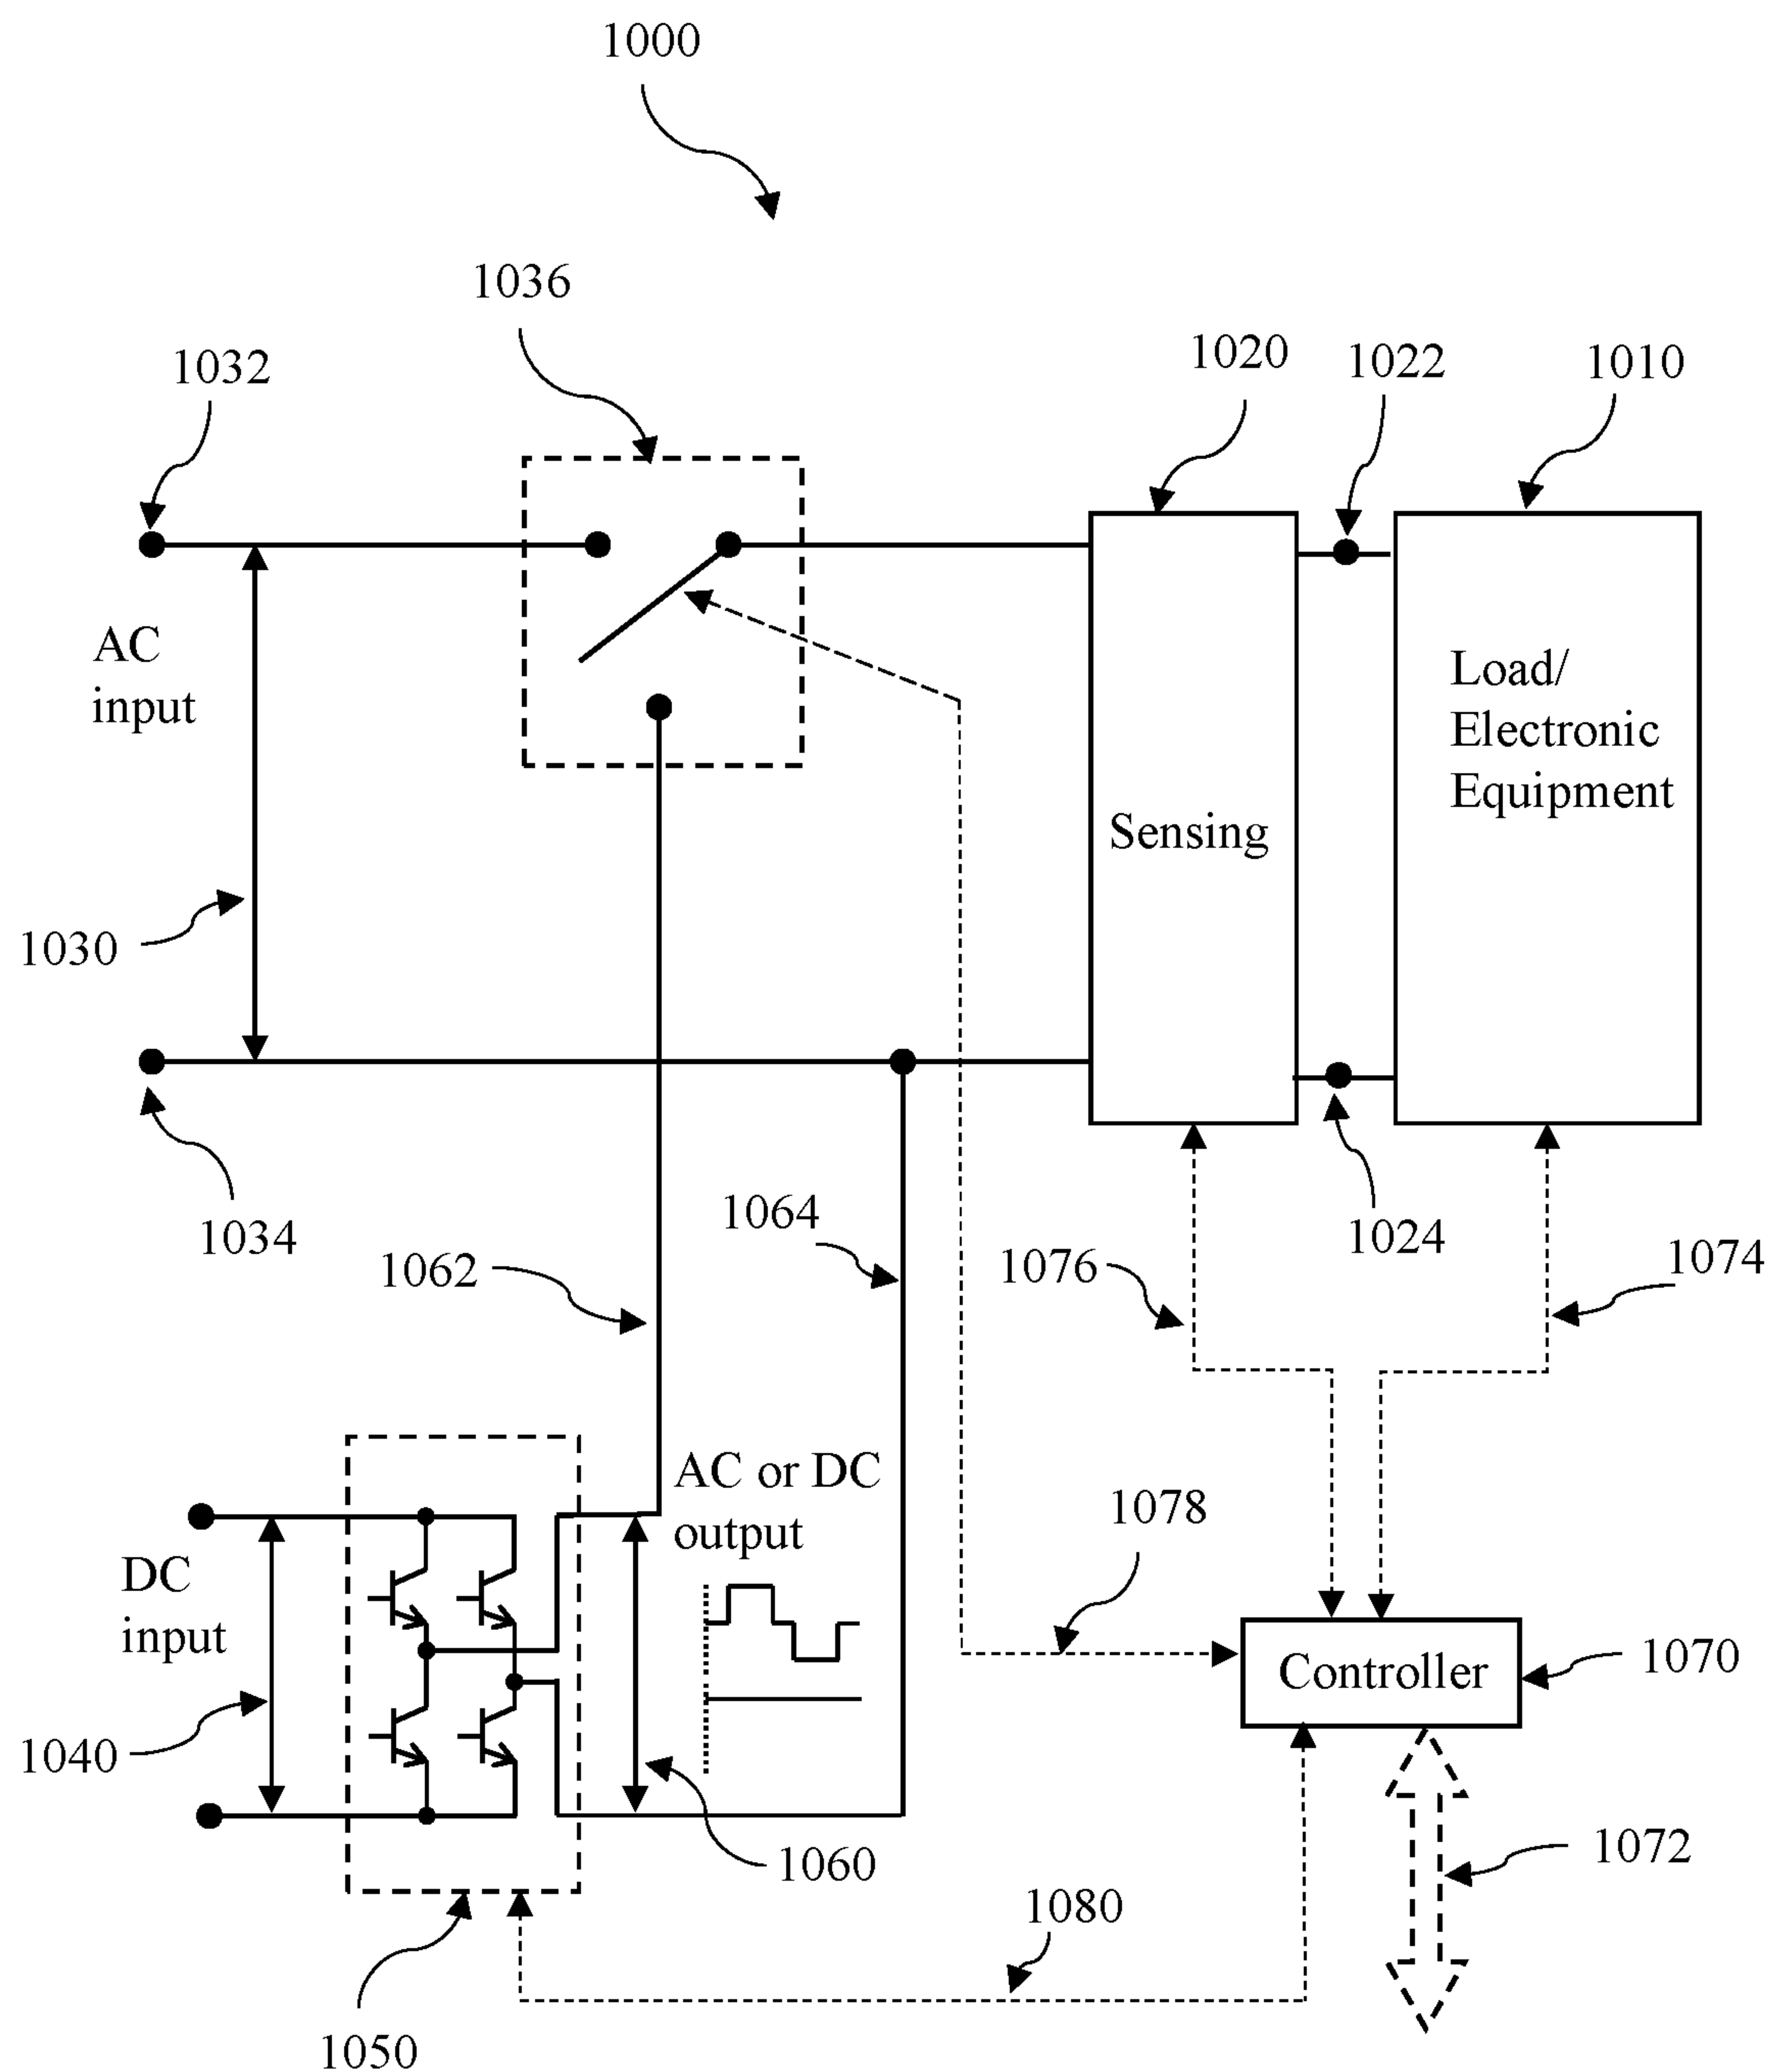 1000
1036
1032
1020
1022
1010
AC
input
Load/
Electronic
Equipment
Sensing
1030
1034
1062
1064
1076
1024
1074
AC or DC
output
1078
DC
input
Controller
1070
1040
1060
1072
1080
1050